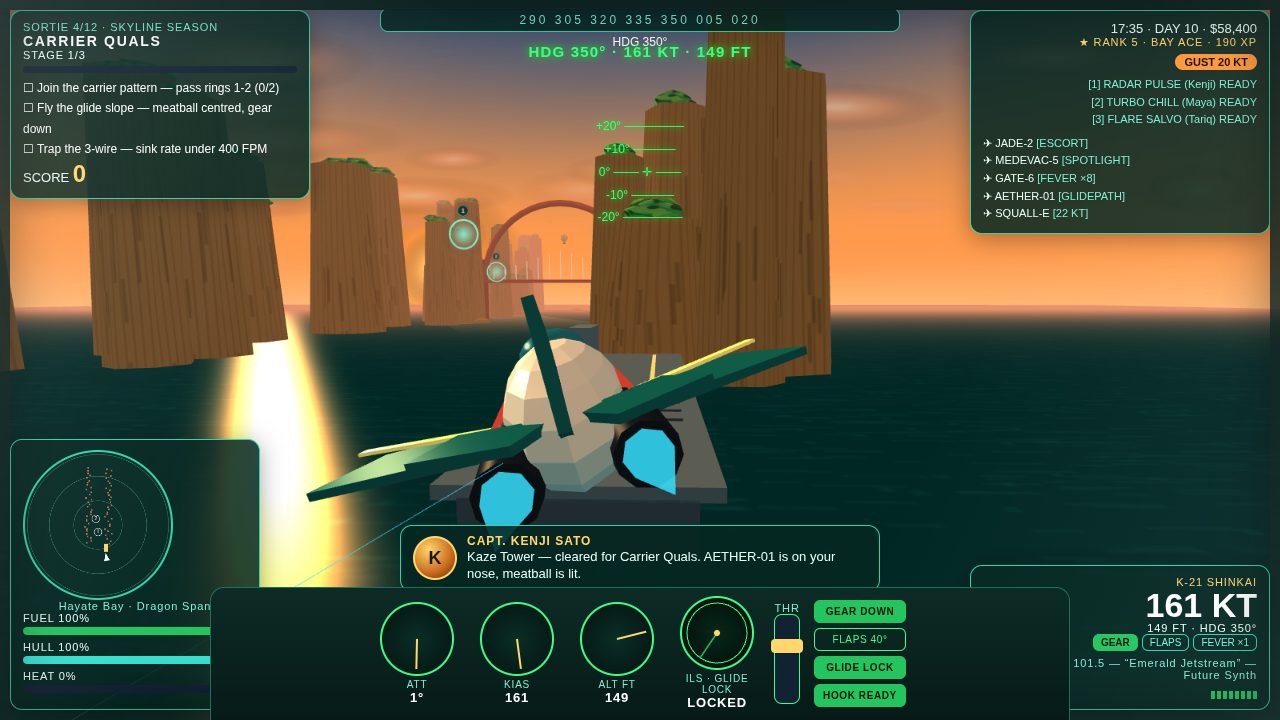 SORTIE 4/12 · SKYLINE SEASON
CARRIER QUALS
STAGE 1/3
☐ Join the carrier pattern — pass rings 1-2 (0/2)
☐ Fly the glide slope — meatball centred, gear
down
☐ Trap the 3-wire — sink rate under 400 FPM
SCORE 0
290 305 320 335 350 005 020
HDG 350°
HDG 350° · 161 KT · 149 FT
+20°
+10°
0°
-10°
-20°
17:35 · DAY 10 · $58,400
★ RANK 5 · BAY ACE · 190 XP
GUST 20 KT
[1] RADAR PULSE (Kenji) READY
[2] TURBO CHILL (Maya) READY
[3] FLARE SALVO (Tariq) READY
✈ JADE-2 [ESCORT]
✈ MEDEVAC-5 [SPOTLIGHT]
✈ GATE-6 [FEVER ×8]
✈ AETHER-01 [GLIDEPATH]
✈ SQUALL-E [22 KT]
Hayate Bay · Dragon Span
FUEL 100%
HULL 100%
HEAT 0%
K
CAPT. KENJI SATO
Kaze Tower — cleared for Carrier Quals. AETHER-01 is on your
nose, meatball is lit.
ATT
1°
KIAS
161
ALT FT
149
ILS · GLIDE
LOCK
LOCKED
THR
GEAR DOWN
FLAPS 40°
GLIDE LOCK
HOOK READY
K-21 SHINKAI
161 KT
149 FT · HDG 350°
GEAR FLAPS FEVER ×1
101.5 — “Emerald Jetstream” —
Future Synth